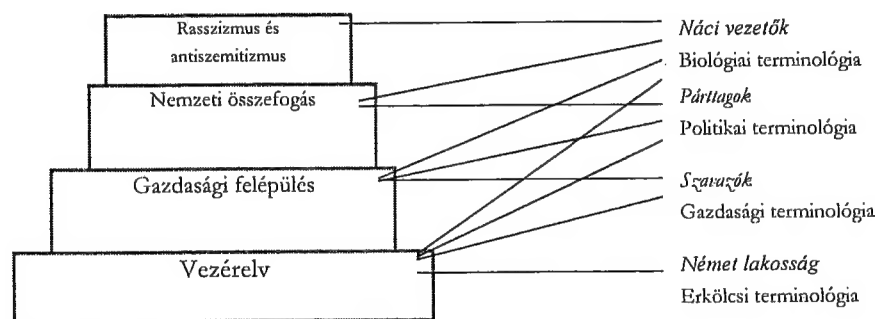 Rasszizmus és
antiszemitizmus
Nemzeti összefogás
Gazdasági felépülés
Vezérelv
Náci vezetők
Biológiai terminológia
Párttagok
Politikai terminológia
Szavazók
Gazdasági terminológia
Német lakosság
Erkölcsi terminológia